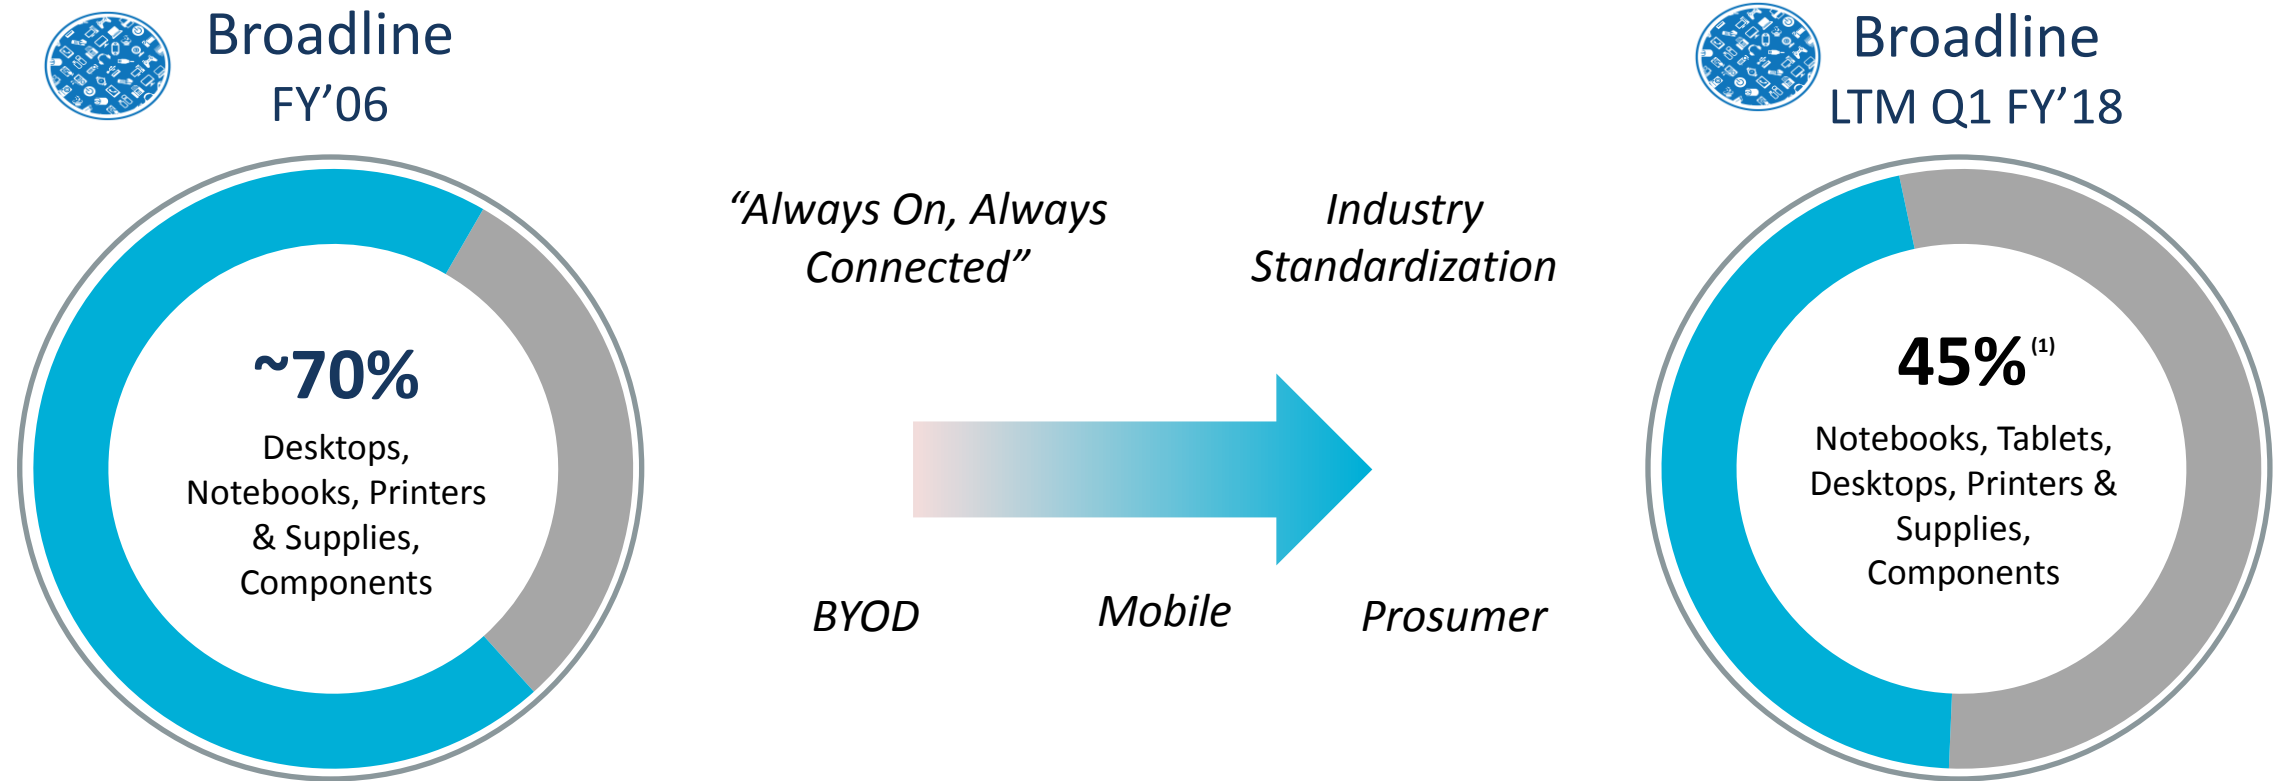 Broadline
FY’06
~70%
Desktops,
Notebooks, Printers
& Supplies,
Components
“Always On, Always
Connected”
Industry
Standardization
BYOD
Mobile
Prosumer
Broadline
LTM Q1 FY’18
45% (1)
Notebooks, Tablets,
Desktops, Printers &
Supplies,
Components